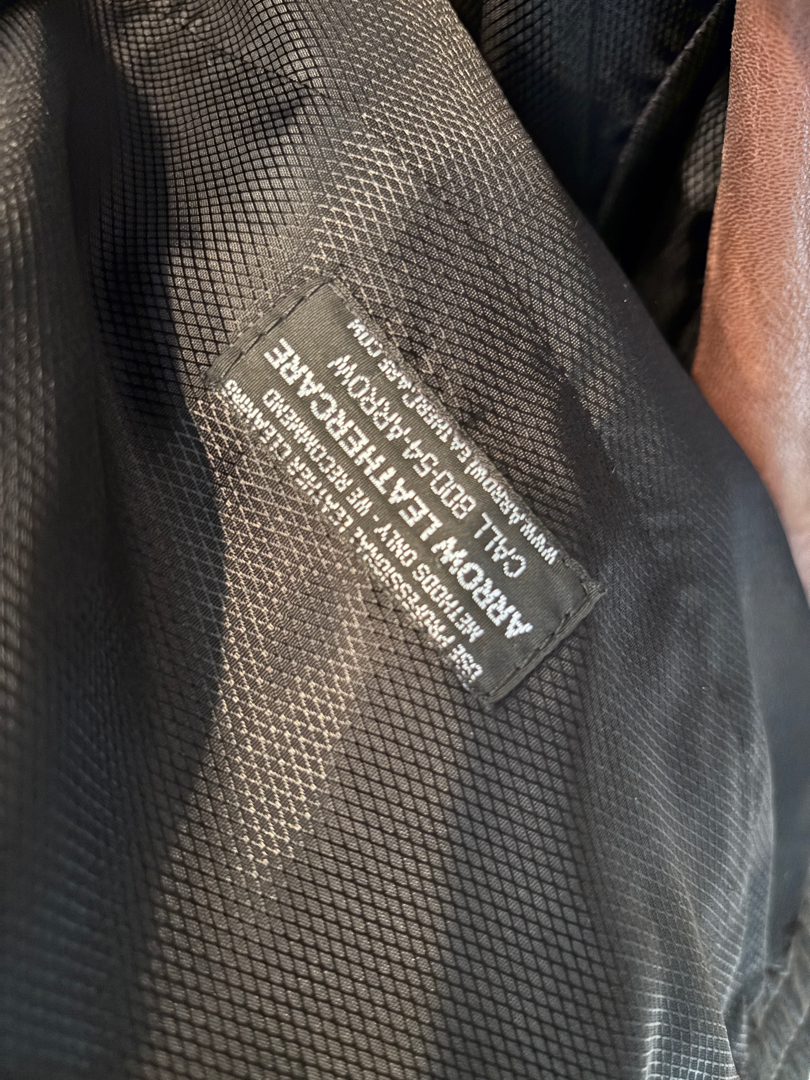 USE PROFESSIONAL LEATHER CLEANING
METHODS ONLY - WE RECOMMEND
ARROW LEATHERCARE
CALL 800-54-ARROW
WWW.ARROWLEATHERCARE.COM